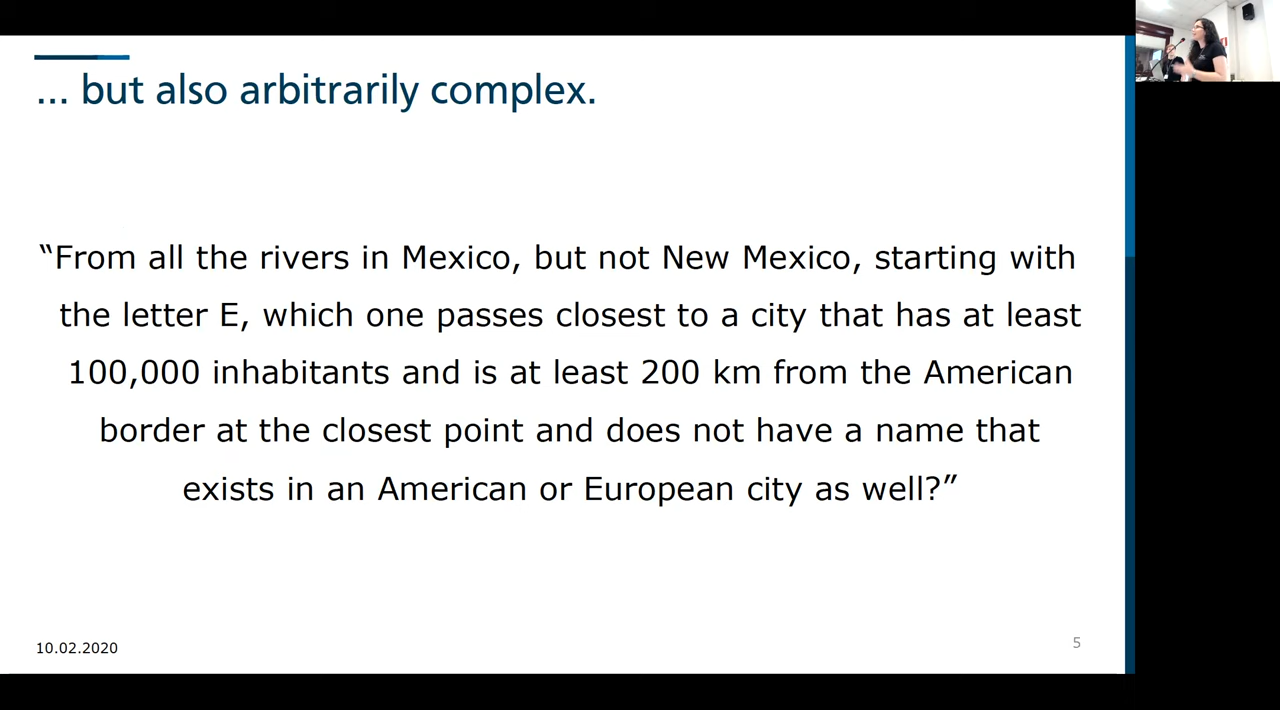 ... but also arbitrarily complex.
“From all the rivers in Mexico, but not New Mexico, starting with
the letter E, which one passes closest to a city that has at least
100,000 inhabitants and is at least 200 km from the American
border at the closest point and does not have a name that
exists in an American or European city as well?”
10.02.2020
5